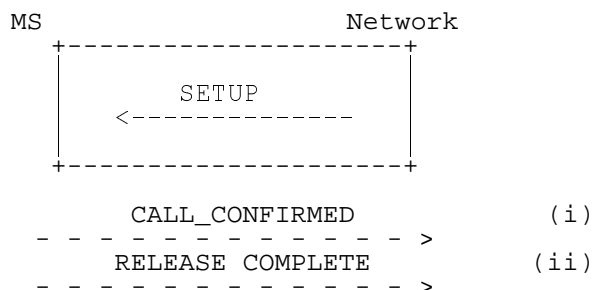 MS Network
SETUP
CALL_CONFIRMED (i)
RELEASE COMPLETE (ii)